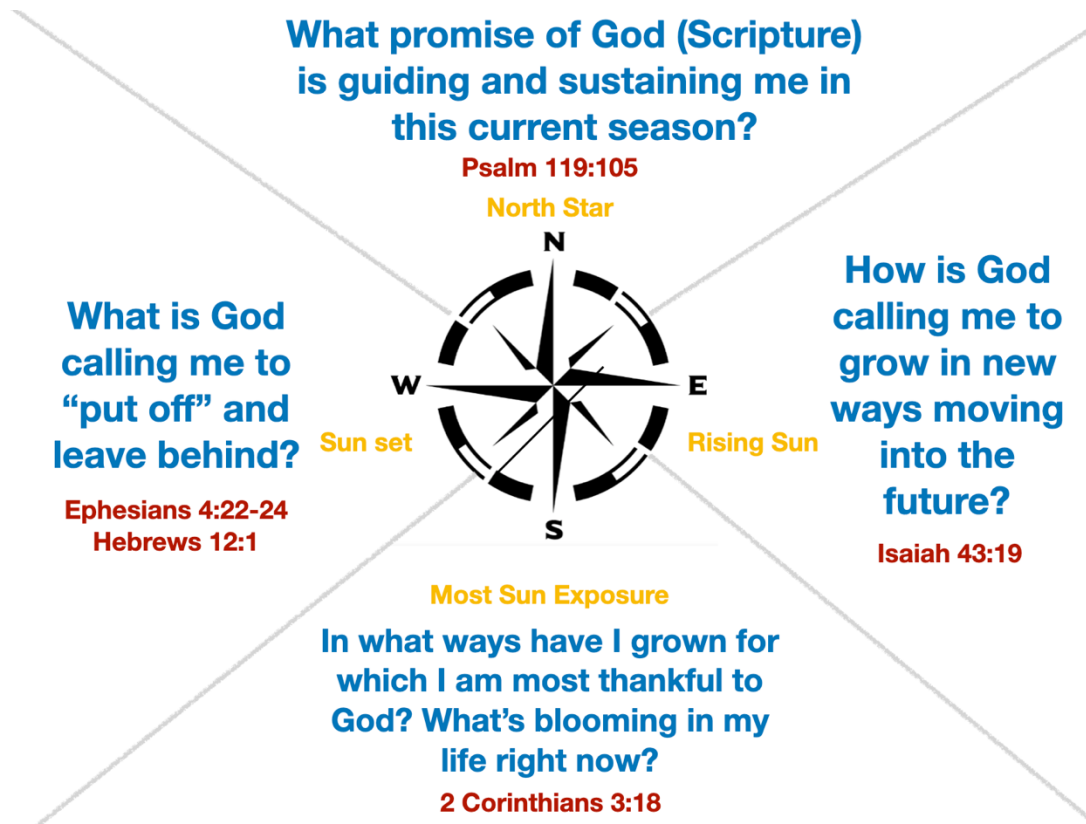 What promise of God (Scripture)
is guiding and sustaining me in
this current season?
Psalm 119:105
North Star
N
What is God
calling me to
“put off” and
leave behind?
Ephesians 4:22-24
Hebrews 12:1
W
Sun set
E
Rising Sun
How is God
calling me to
grow in new
ways moving
into the
future?
Isaiah 43:19
S
Most Sun Exposure
In what ways have I grown for
which I am most thankful to
God? What’s blooming in my
life right now?
2 Corinthians 3:18